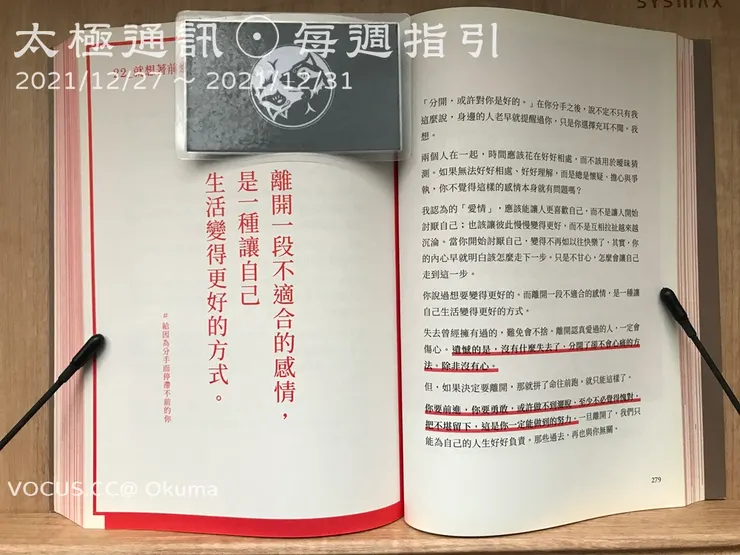 太極通訊⊙每週指引
2021/12/27 ~ 2021/12/31
SYSMAX
離開一段不適合的感情，
是一種讓自己
生活變得更好的方式。
#給因為分手而停滯不前的你
「分開，或許對你是好的。」在你分手之後，說不定不只有我
這麼說，身邊的人老早就提醒過你，只是你選擇充耳不聞。我
想。
兩個人在一起，時間應該花在好好相處，而不該用於曖昧猜
測。如果無法好好相處、好好理解，而是總是懷疑、擔心與爭
執，你不覺得這樣的感情本身就有問題嗎？
我認為的「愛情」，應該能讓人更喜歡自己，而不是讓人開始
討厭自己；也該讓彼此慢慢變得更好，而不是互相拉扯越來越
沉淪。當你開始討厭自己，變得不再如以往快樂了，其實，你
的內心早就明白該怎麼走下一步。只是不甘心，怎麼會讓自己
走到這一步。
你說過想要變得更好的。而離開一段不適合的感情，是一種讓
自己生活變得更好的方式。
失去曾經擁有過的，難免會不捨。離開認真愛過的人，一定會
傷心。遺憾的是，沒有什麼失去了、分開了卻不會心痛的方
法。除非沒有心。
但，如果決定要離開，那就拼了命往前跑。就只能這樣了。
你要前進，你要勇敢，或許做不到灑脫，至少不必覺得愧對。
把不堪留下，這是你一定能做到的努力。一旦離開了，我們只
能為自己的人生好好負責。那些過去，再也與你無關。
279
VOCUS.CC@ Okuma